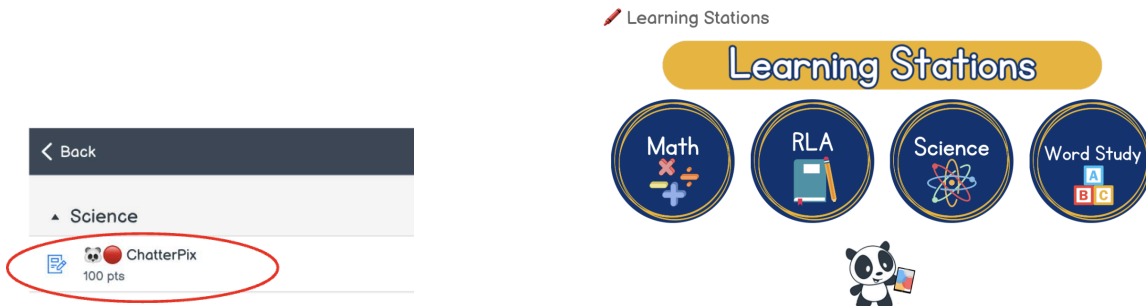 Back
Science
ChatterPix
100 pts
Learning Stations
Learning Stations
Math
RLA
Science
Word Study
A
B C